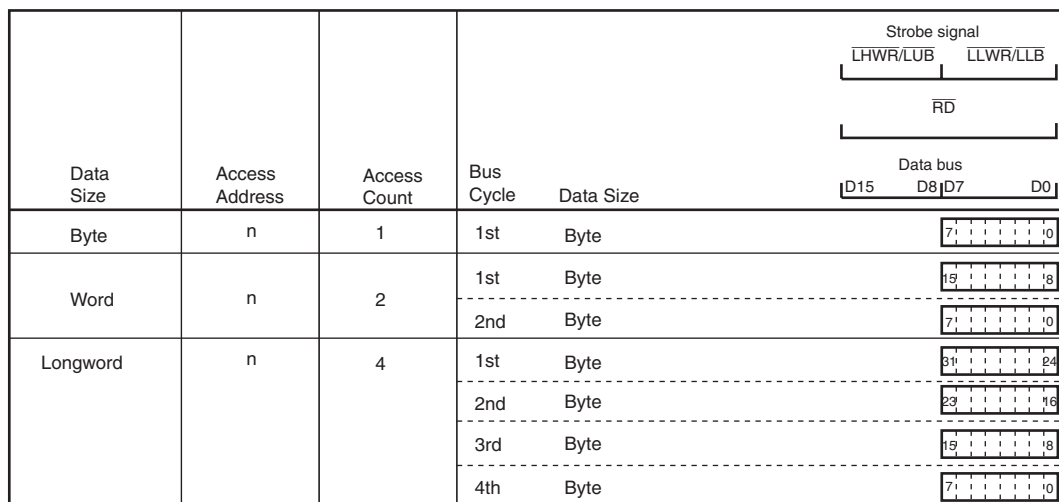 Strobe signal
LHWR/LUB LLWR/LLB
RD
Data Size Access Address Access Count Bus Cycle Data Size Data bus
D15 D8 D7 D0
Byte n 1 1st Byte 7 0
Word n 2 1st Byte 15 8
2nd Byte 7 0
Longword n 4 1st Byte 31 24
2nd Byte 23 16
3rd Byte 15 8
4th Byte 7 0